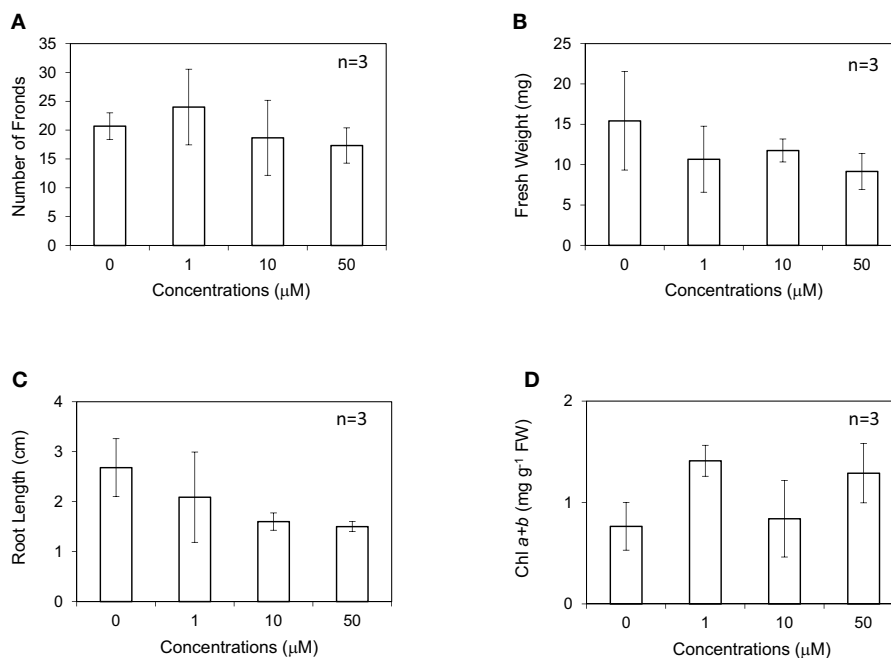 A
35
30
25
20
15
10
5
0
Number of Fronds
n=3
0 1 10 50
Concentrations (μM)
B
25
20
15
10
5
0
Fresh Weight (mg)
n=3
0 1 10 50
Concentrations (μM)
C
4
3
2
1
0
Root Length (cm)
n=3
0 1 10 50
Concentrations (μM)
D
2
1
0
Chl a+b (mg g⁻¹ FW)
n=3
0 1 10 50
Concentrations (μM)